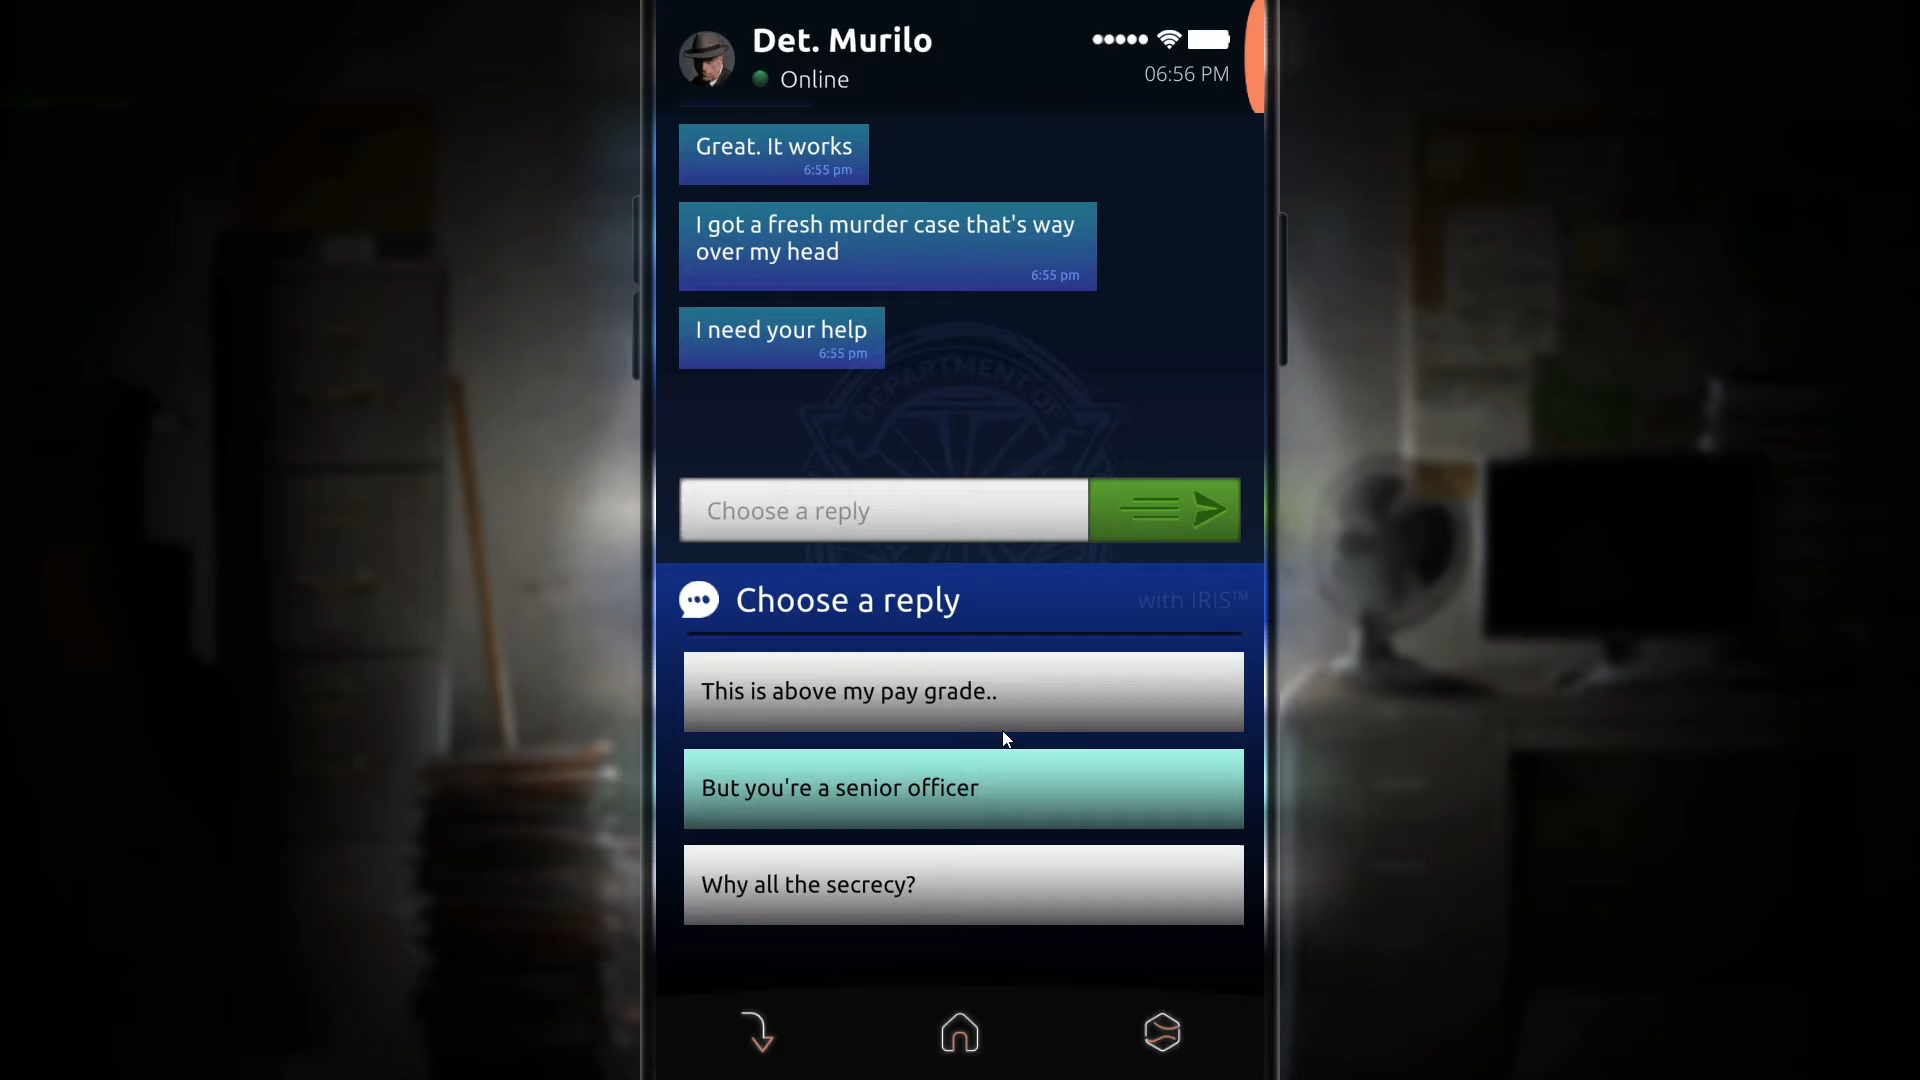 Det. Murilo
Online
06:56 PM
Great. It works
6:55 pm
I got a fresh murder case that's way
over my head
6:55 pm
I need your help
6:55 pm
DEPARTMENT OF
Choose a reply
Choose a reply
with IRIS™
This is above my pay grade..
But you're a senior officer
Why all the secrecy?